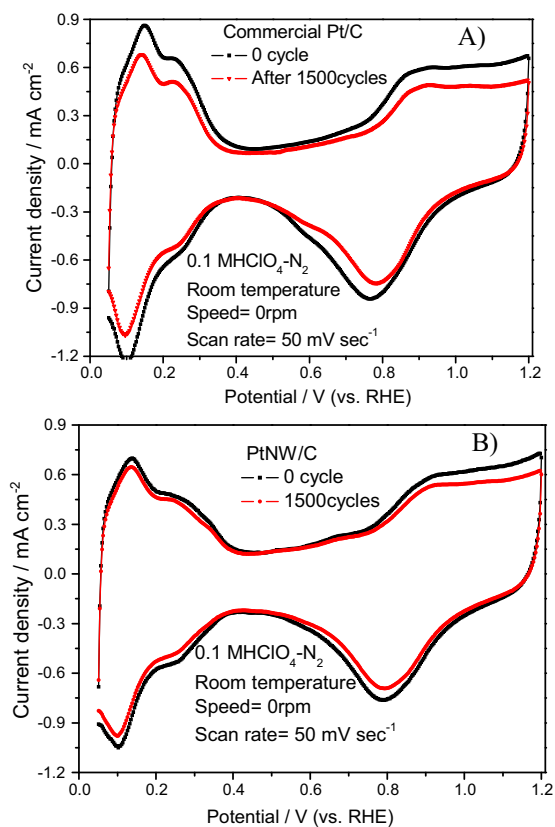 A)
Commercial Pt/C
0 cycle
After 1500cycles
0.9
0.6
0.3
0.0
-0.3
-0.6
-0.9
-1.2
Current density / mA cm-2
0.1 MHClO4-N2
Room temperature
Speed= 0rpm
Scan rate= 50 mV sec-1
0.0 0.2 0.4 0.6 0.8 1.0 1.2
Potential / V (vs. RHE)
B)
PtNW/C
0 cycle
1500cycles
0.9
0.6
0.3
0.0
-0.3
-0.6
-0.9
-1.2
Current density / mA cm-2
0.1 MHClO4-N2
Room temperature
Speed= 0rpm
Scan rate= 50 mV sec-1
0.0 0.2 0.4 0.6 0.8 1.0 1.2
Potential / V (vs. RHE)